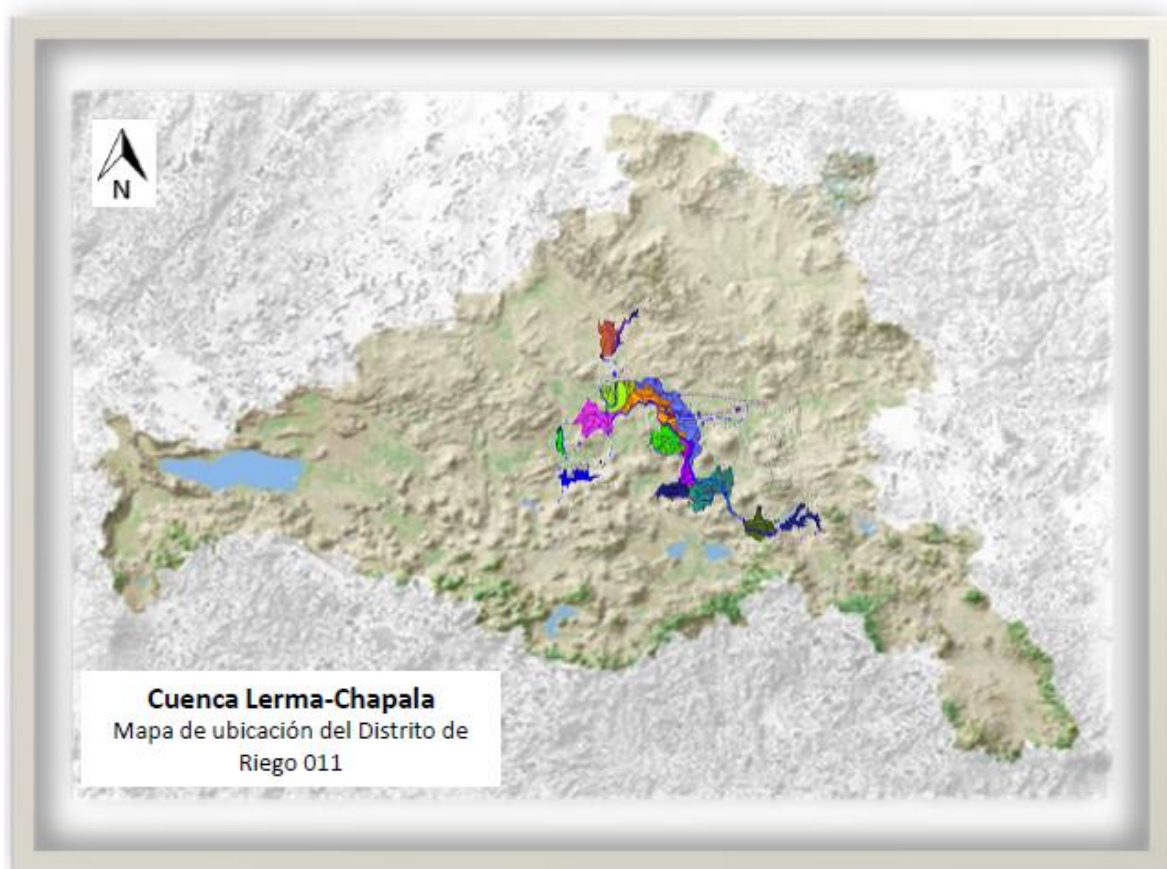 N
Cuenca Lerma-Chapala
Mapa de ubicación del Distrito de
Riego 011